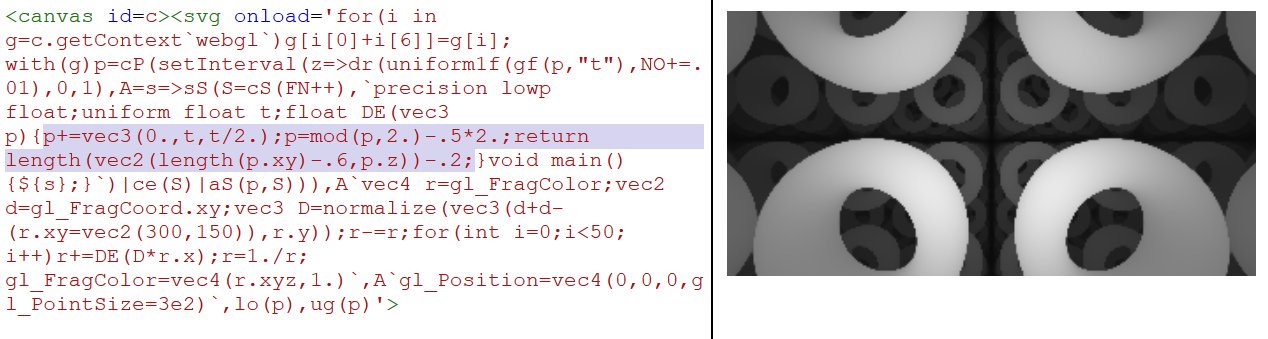 <canvas id=c><svg onload='for(i in
g=c.getContext`webgl`)g[i[0]+i[6]]=g[i];
with(g)p=cP(setInterval(z=>dr(uniform1f(gf(p,"t"),NO+=.
01),0,1),A=s=>sS(S=cS(FN++),`precision lowp
float;uniform float t;float DE(vec3
p){p+=vec3(0.,t,t/2.);p=mod(p,2.)-.5*2.;return
length(vec2(length(p.xy)-.6,p.z))-.2;}void main()
{${s};}`)|ce(S)|aS(p,S))),A`vec4 r=gl_FragColor;vec2
d=gl_FragCoord.xy;vec3 D=normalize(vec3(d+d-
(r.xy=vec2(300,150)),r.y));r-=r;for(int i=0;i<50;
i++)r+=DE(D*r.x);r=1./r;
gl_FragColor=vec4(r.xyz,1.)`,A`gl_Position=vec4(0,0,0,g
l_PointSize=3e2)`,lo(p),ug(p)'>